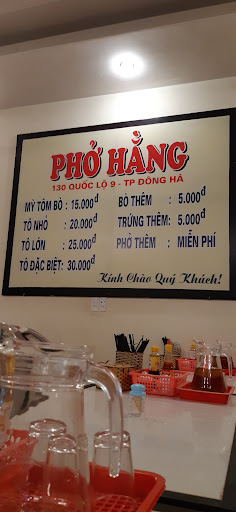 PHỞ HẰNG
130 QUỐC LỘ 9 - TP ĐÔNG HÀ
MỲ TÔM BÒ : 15.000đ BÒ THÊM : 5.000đ
TÔ NHỎ : 20.000đ TRỨNG THÊM : 5.000đ
TÔ LỚN : 25.000đ PHỞ THÊM : MIỄN PHÍ
TÔ ĐẶC BIỆT: 30.000đ
Kính Chào Quý Khách!